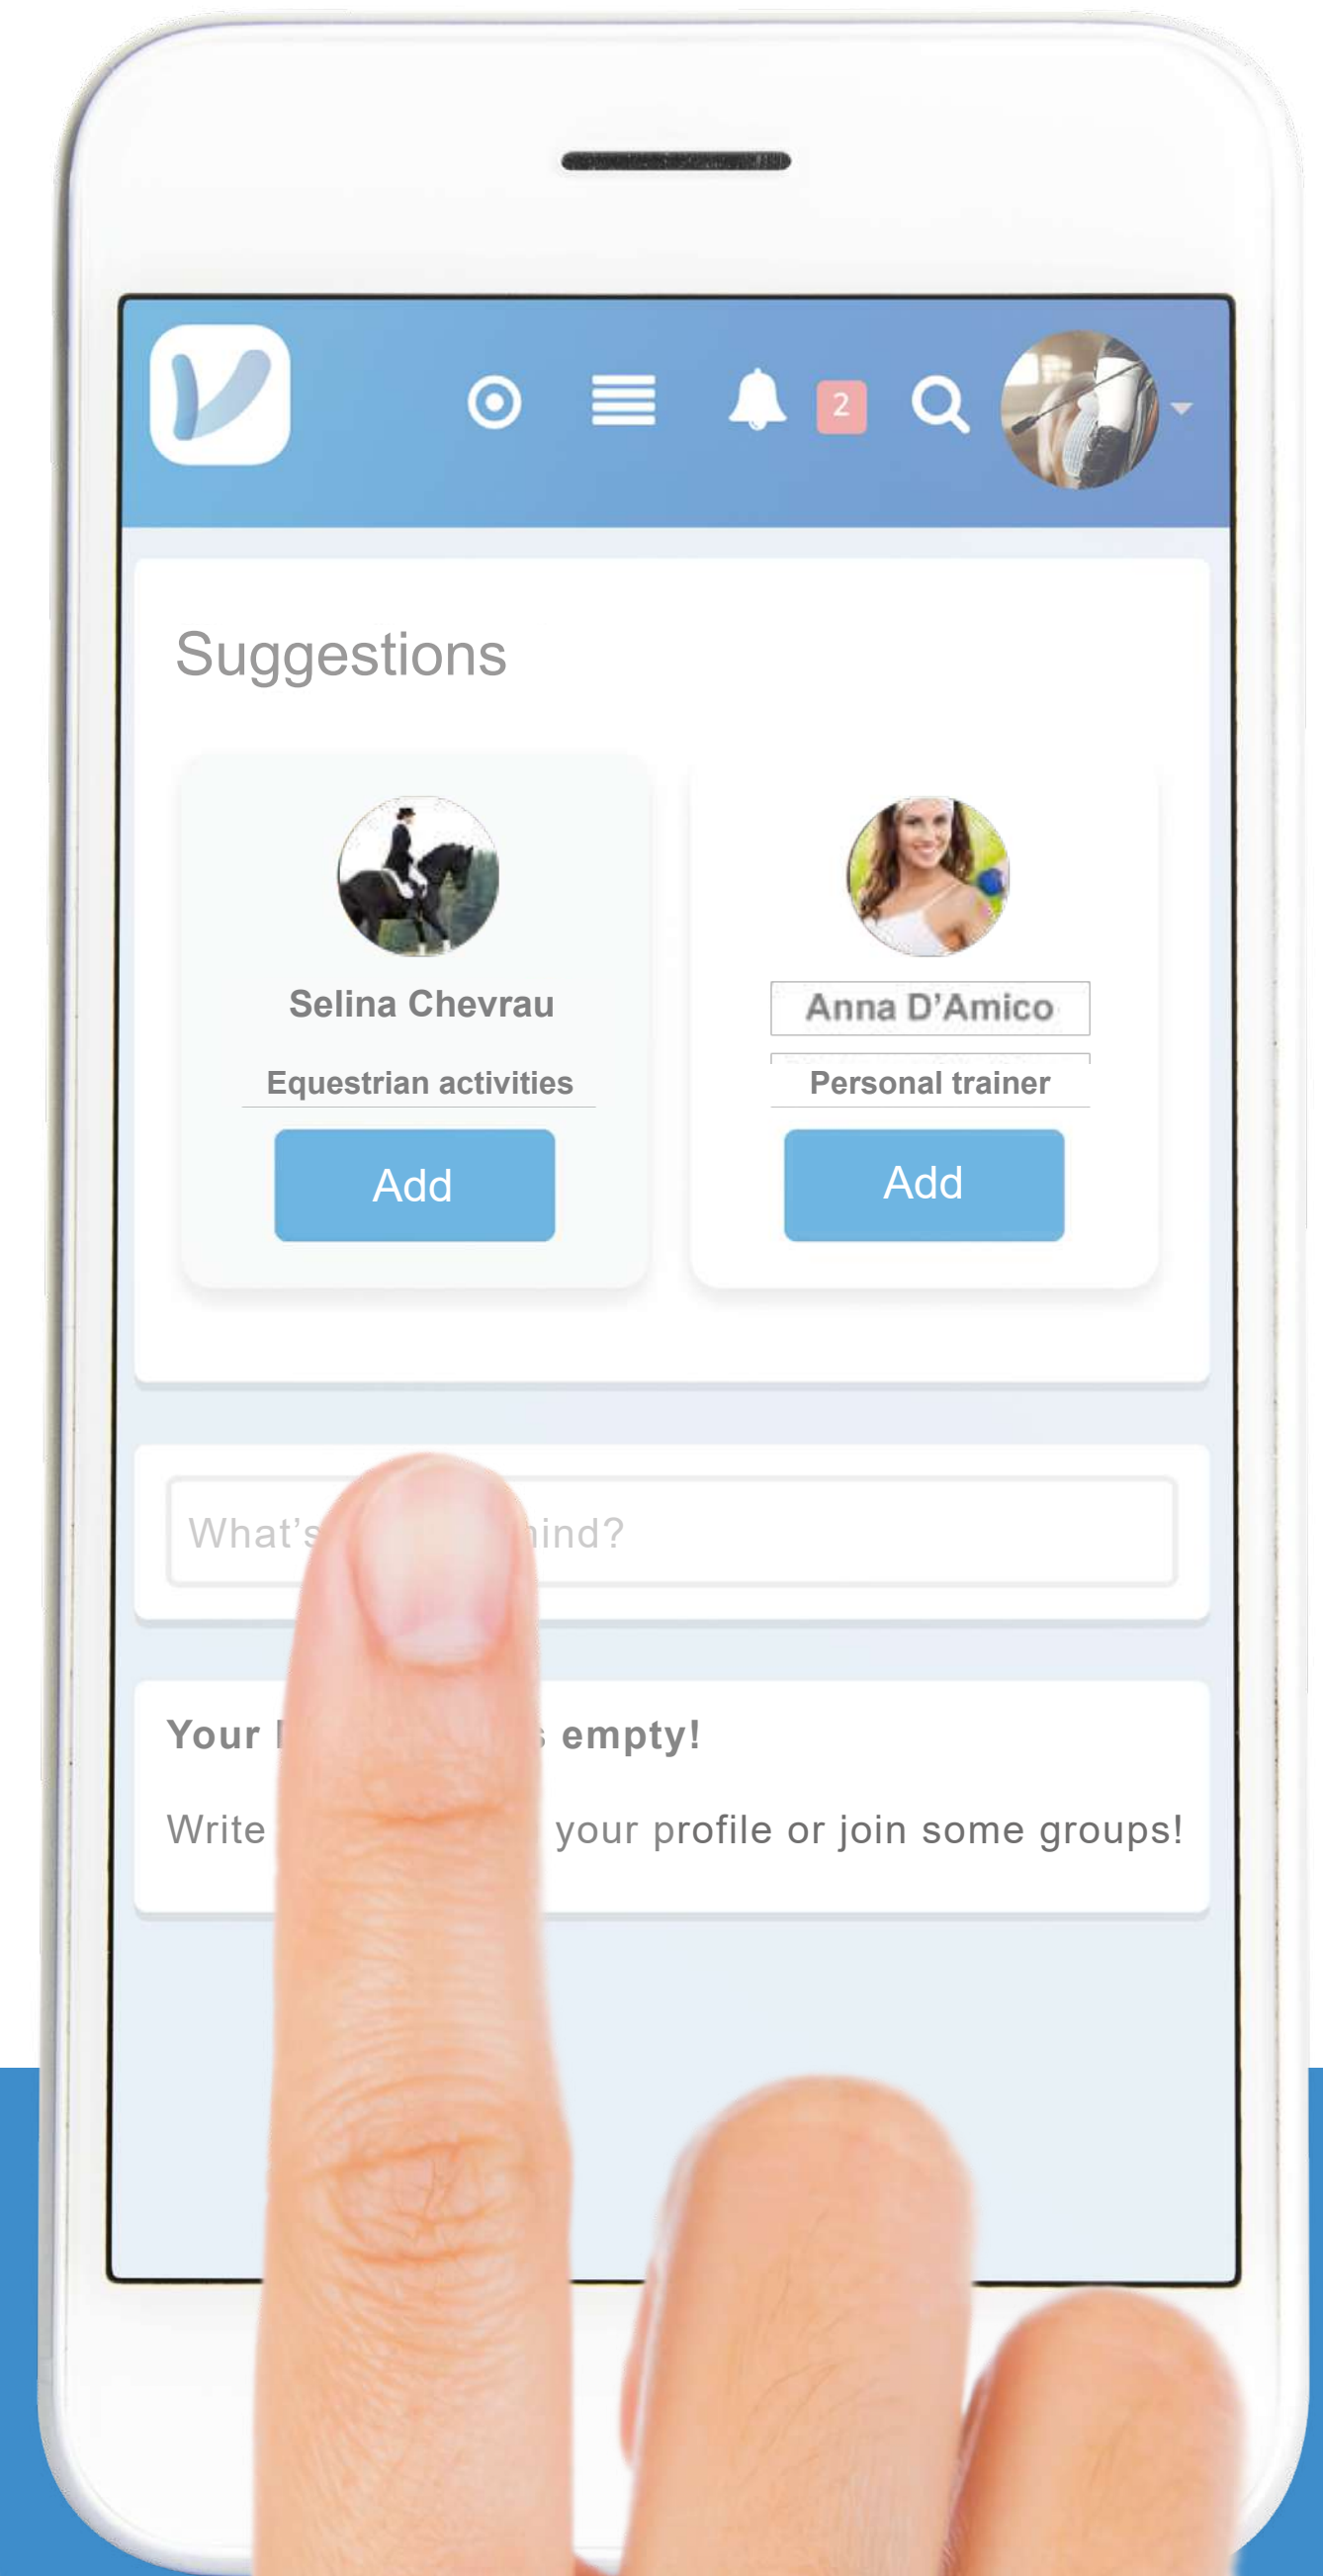 2
Suggestions
Selina Chevrau
Anna D’Amico
Equestrian activities
Personal trainer
Add
Add
What’s
Your empty!
Write your profile or join some groups!